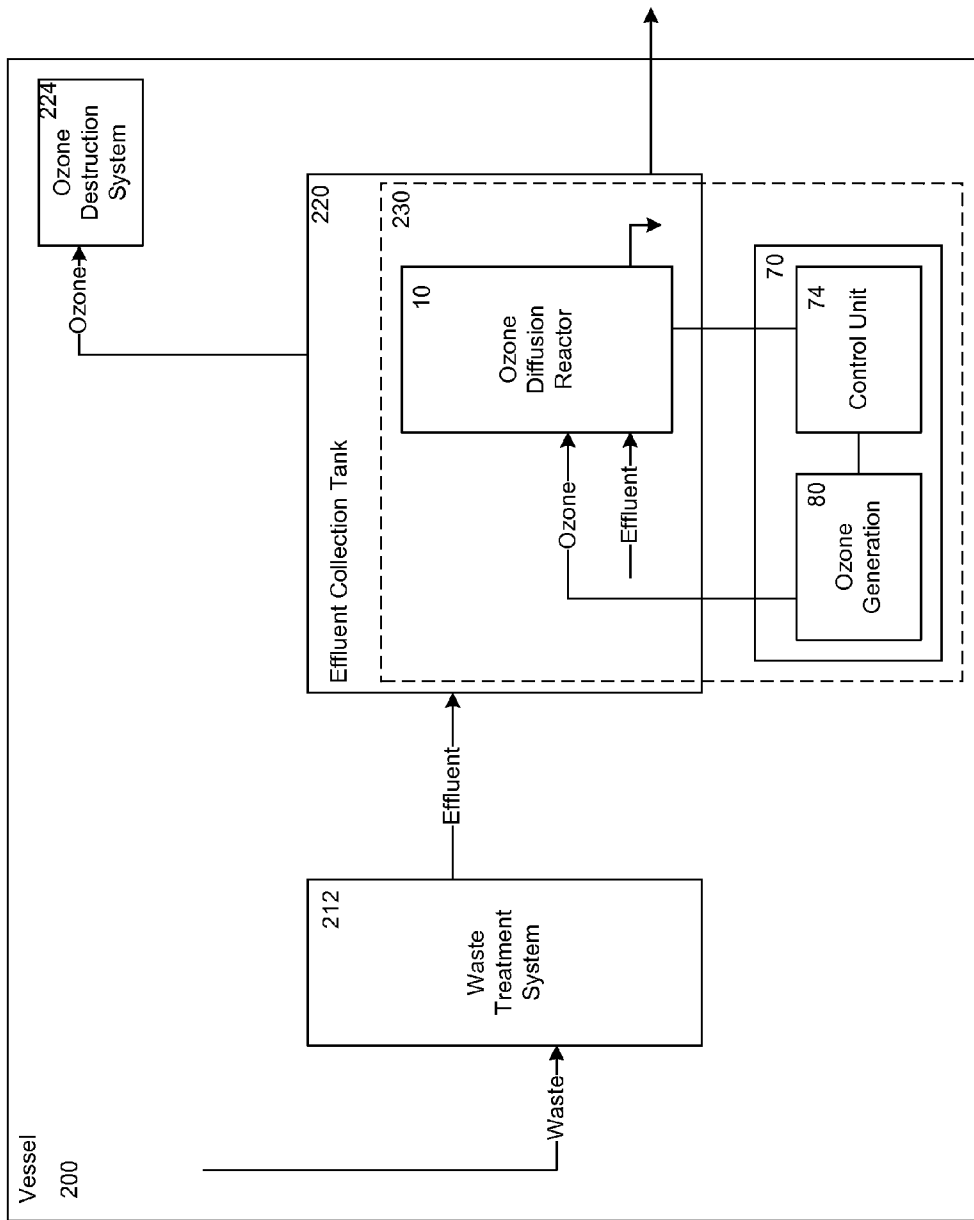 Vessel
200
Waste
212
Waste
Treatment
System
Effluent
220
Effluent Collection Tank
230
10
Ozone
Diffusion
Reactor
Ozone
Effluent
70
74
Control Unit
80
Ozone
Generation
Ozone
224
Ozone
Destruction
System